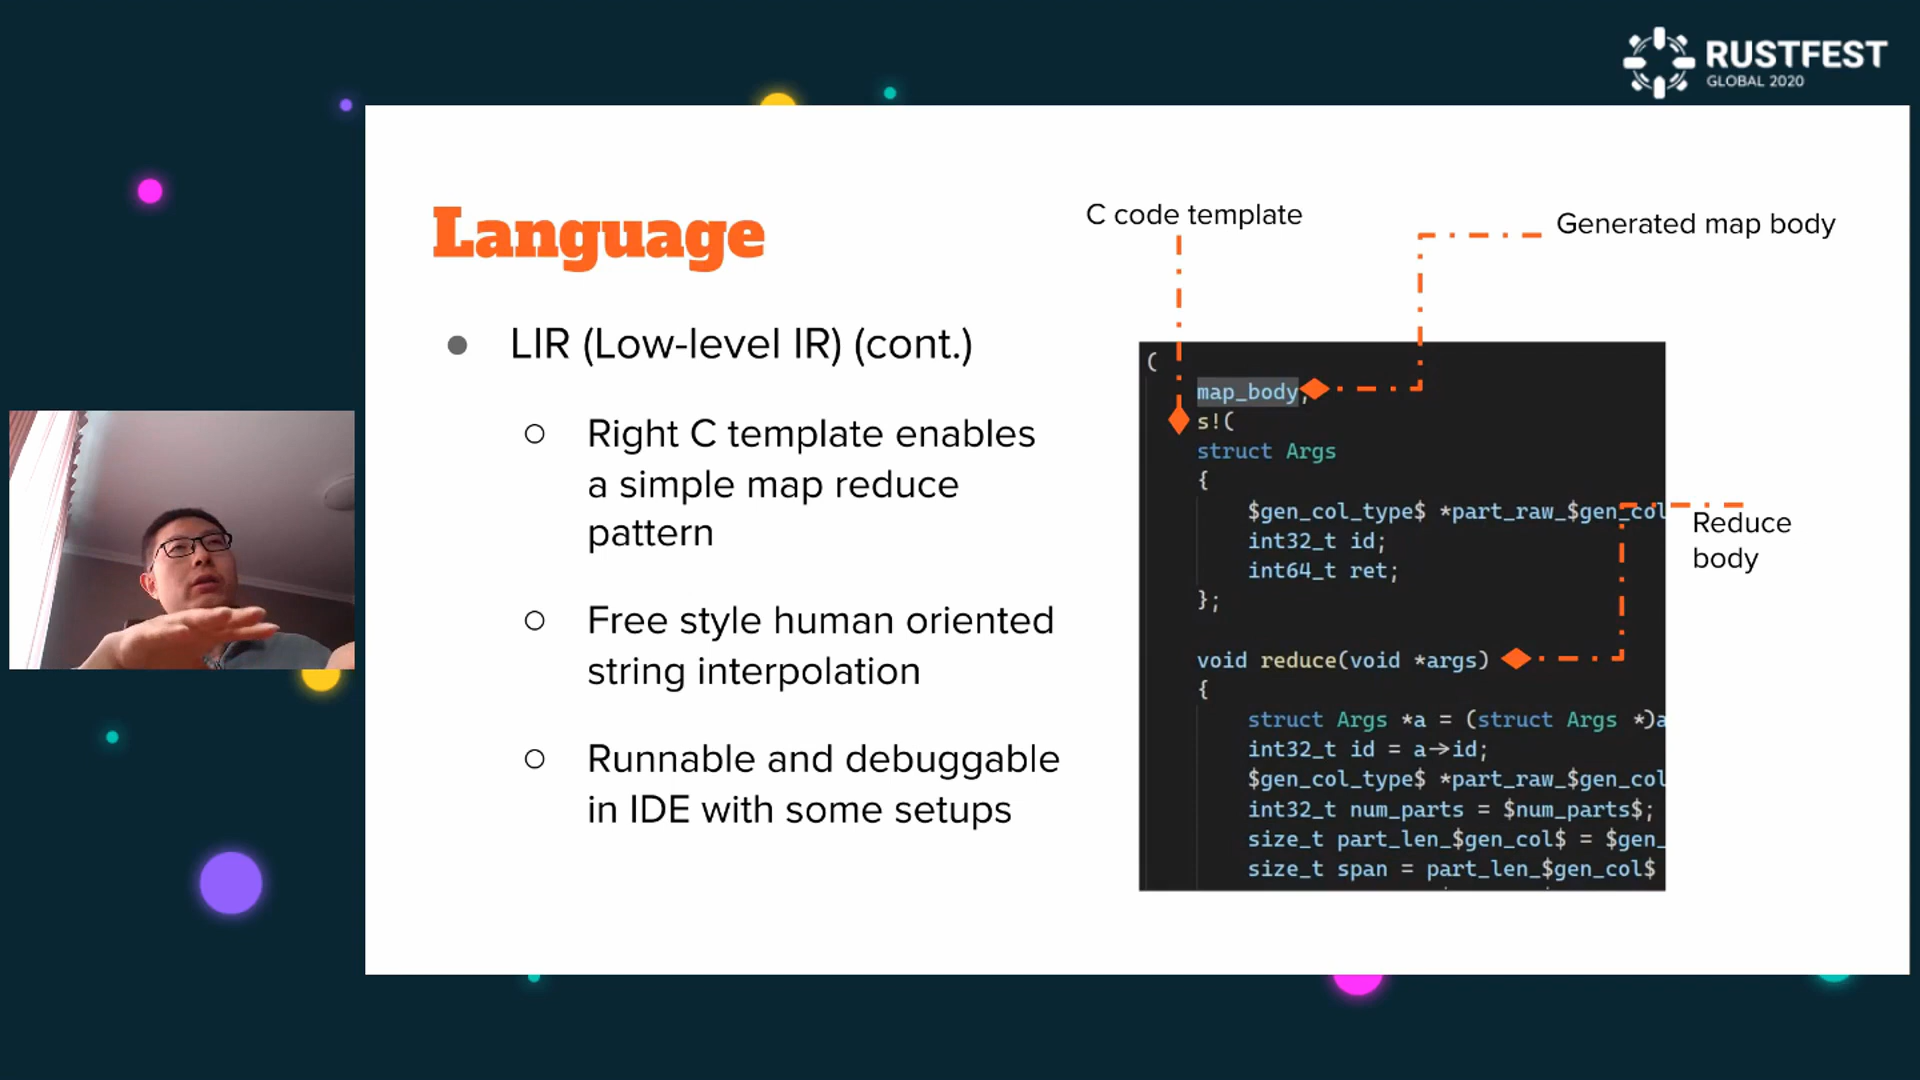 RUSTFEST
GLOBAL 2020
Language
C code template
Generated map body
LIR (Low-level IR) (cont.)
Right C template enables
a simple map reduce
pattern
Free style human oriented
string interpolation
Runnable and debuggable
in IDE with some setups
(
map_body;
s!(
struct Args
{
$gen_col_type$ *part_raw_$gen_col
int32_t id;
int64_t ret;
};
void reduce(void *args)
{
struct Args *a = (struct Args *)a
int32_t id = a->id;
$gen_col_type$ *part_raw_$gen_col
int32_t num_parts = $num_parts$;
size_t part_len_$gen_col$ = $gen_
size_t span = part_len_$gen_col$
Reduce
body